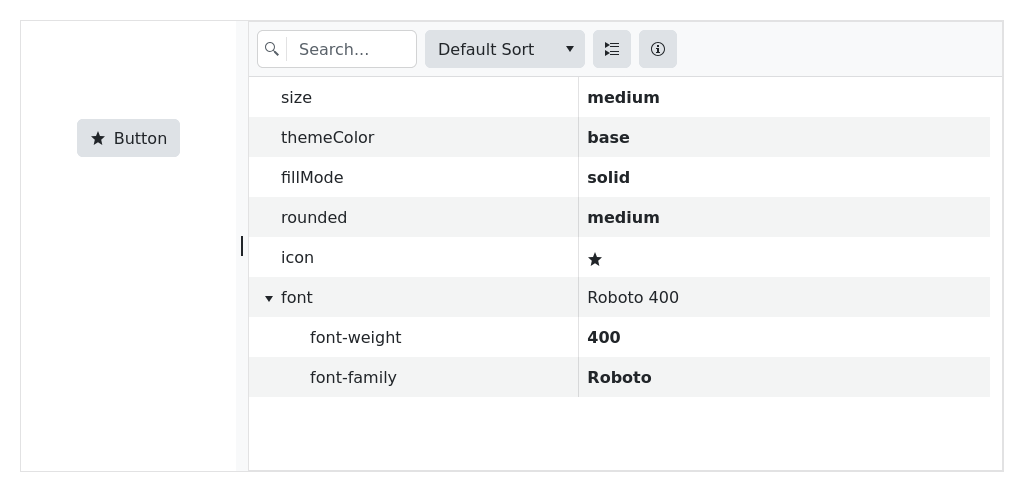 Search...
Default Sort
Button
size medium
themeColor base
fillMode solid
rounded medium
icon
font Roboto 400
font-weight 400
font-family Roboto